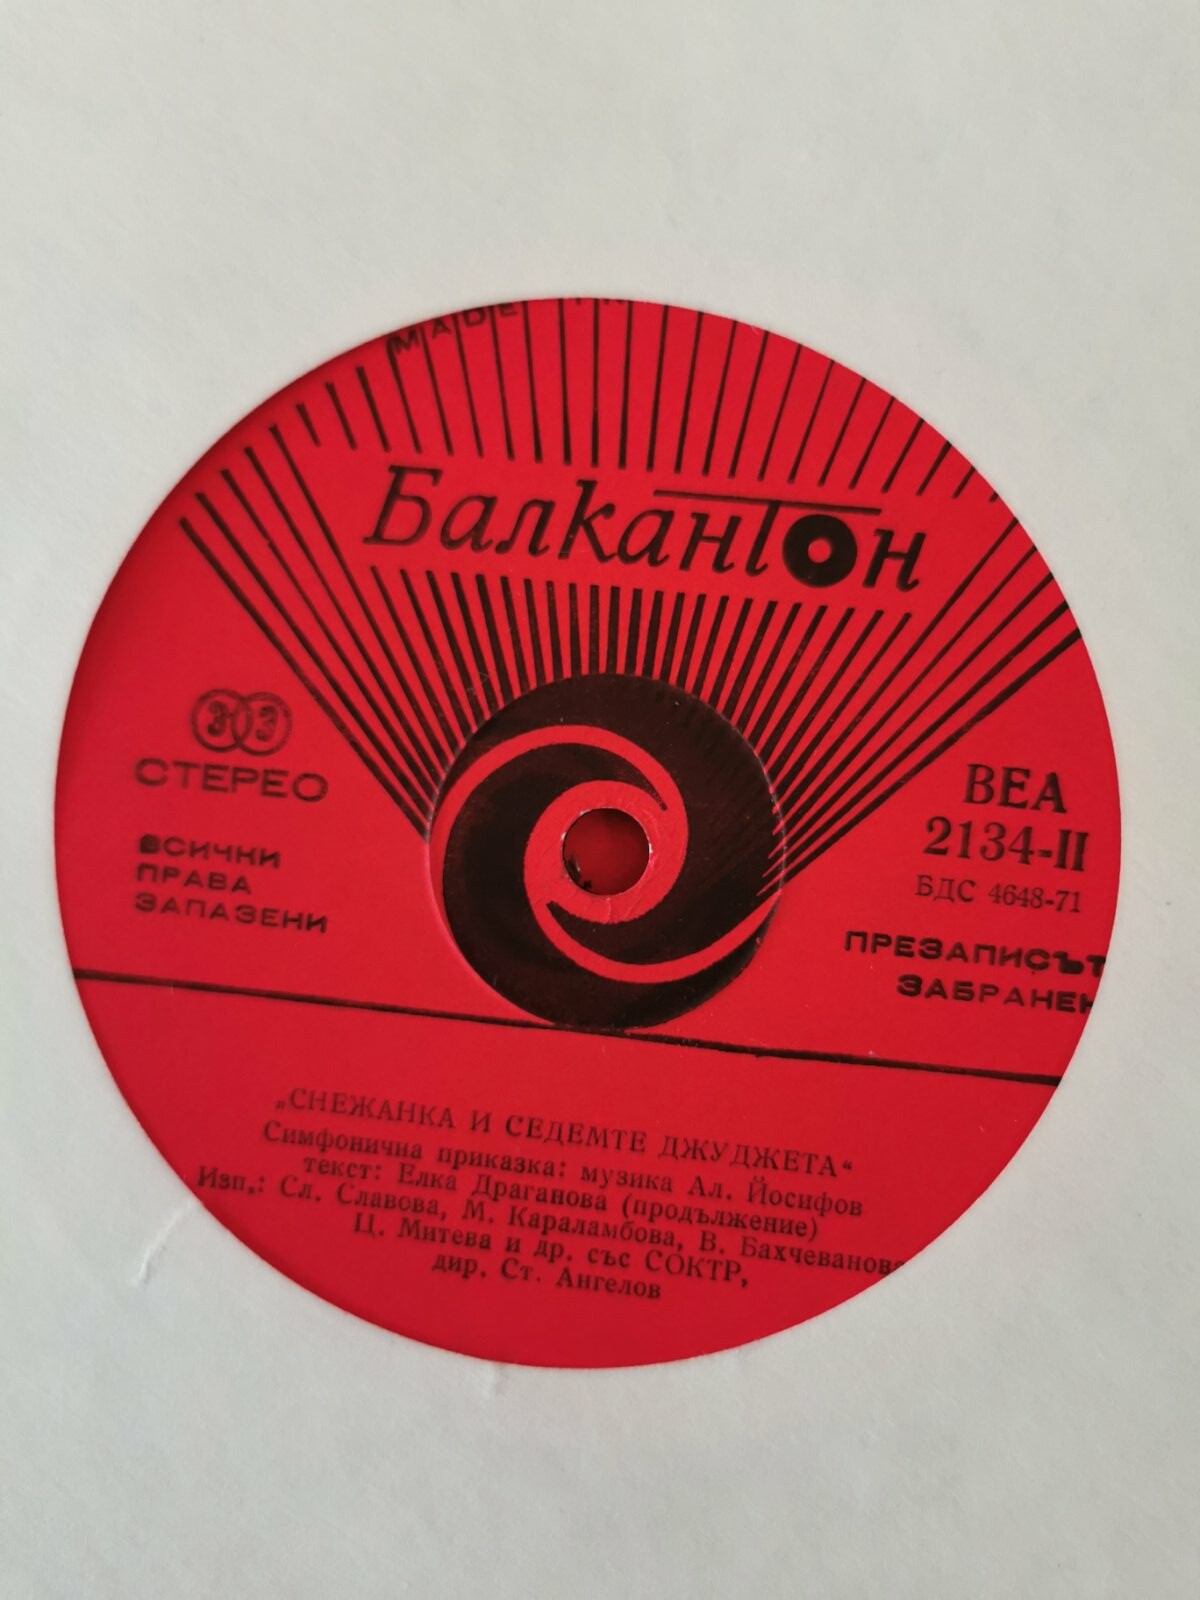 MADE IN
Балкантон
33
СТЕРЕО
ВСИЧКИ
ПРАВА
ЗАПАЗЕНИ
ВЕА
2134-II
БДС 4648-71
ПРЕЗАПИСЪТ
ЗАБРАНЕН
„СНЕЖАНКА И СЕДЕМТЕ ДЖУДЖЕТА“
Симфонична приказка: музика Ал. Йосифов
текст: Елка Драганова (продължение)
Изп.: Сл. Славова, М. Караламбова, В. Бахчеванова
Ц. Митева и др. със СОКТР,
дир. Ст. Ангелов